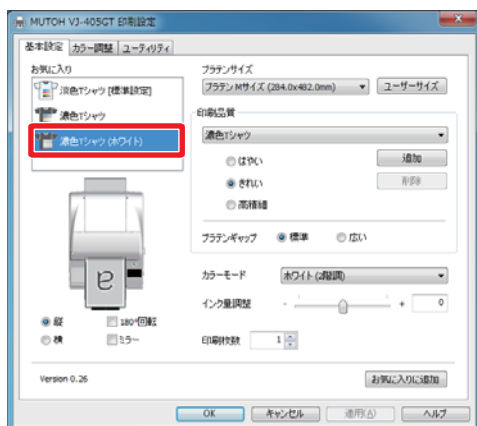 MUTOH VJ-405GT 印刷設定
基本設定 カラー調整 ユーティリティ
お気に入り
淡色Tシャツ [標準設定]
濃色Tシャツ
濃色Tシャツ (ホワイト)
プラテンサイズ
プラテン Mサイズ (284.0x482.0mm) ユーザーサイズ
印刷品質
濃色Tシャツ
はやい 追加
きれい 削除
高精細
プラテンギャップ 標準 広い
カラーモード ホワイト (2階調)
インク量調整 - + 0
印刷枚数 1
a
縦 180°回転
横 ミラー
Version 0.26 お気に入りに追加
OK キャンセル 適用(A) ヘルプ